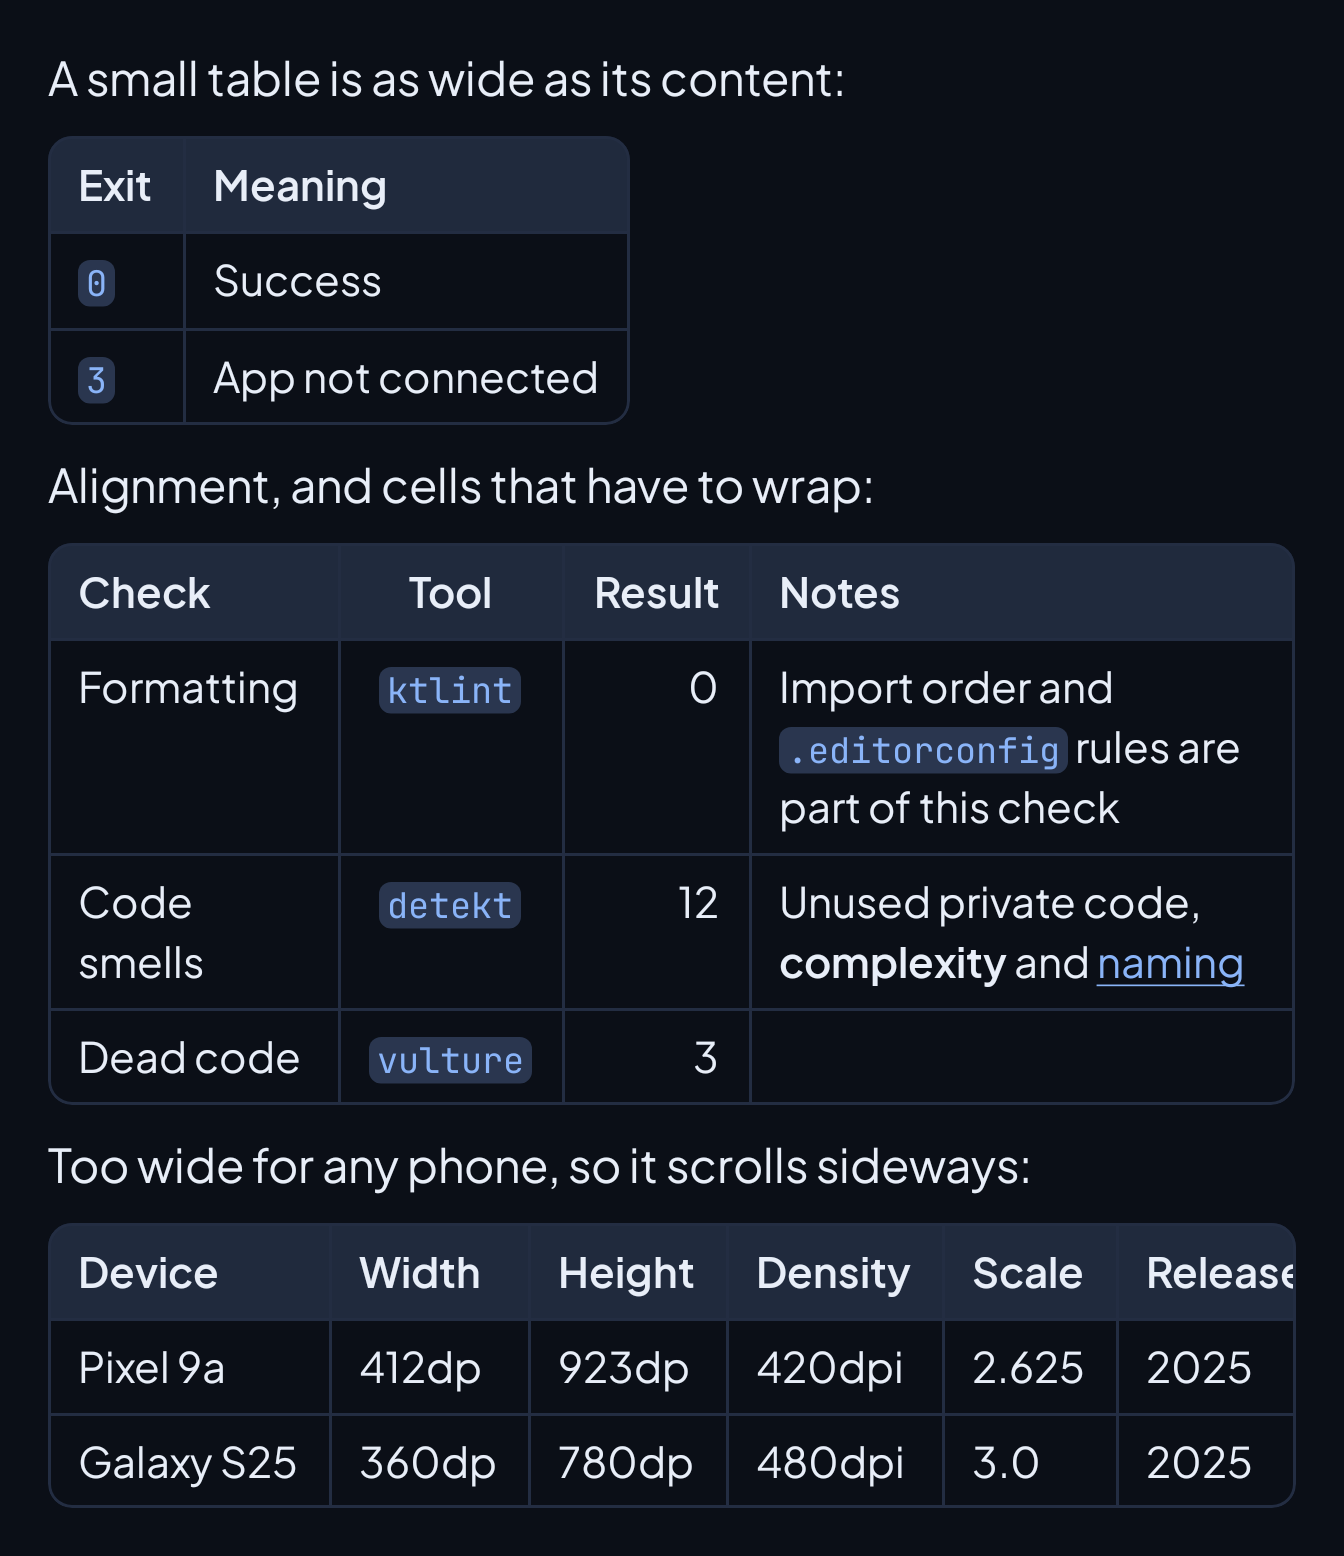 A small table is as wide as its content:
Exit Meaning
0 Success
3 App not connected
Alignment, and cells that have to wrap:
Check Tool Result Notes
Formatting ktlint 0 Import order and
.editorconfig rules are
part of this check
Code detekt 12 Unused private code,
smells complexity and naming
Dead code vulture 3
Too wide for any phone, so it scrolls sideways:
Device Width Height Density Scale Release
Pixel 9a 412dp 923dp 420dpi 2.625 2025
Galaxy S25 360dp 780dp 480dpi 3.0 2025